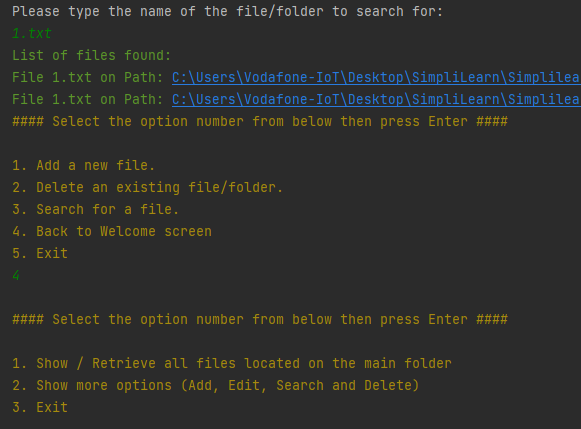 Please type the name of the file/folder to search for:
1.txt
List of files found:
File 1.txt on Path: C:\Users\Vodafone-IoT\Desktop\SimpliLearn\Simplilea
File 1.txt on Path: C:\Users\Vodafone-IoT\Desktop\SimpliLearn\Simplilea
#### Select the option number from below then press Enter ####
1. Add a new file.
2. Delete an existing file/folder.
3. Search for a file.
4. Back to Welcome screen
5. Exit
4
#### Select the option number from below then press Enter ####
1. Show / Retrieve all files located on the main folder
2. Show more options (Add, Edit, Search and Delete)
3. Exit